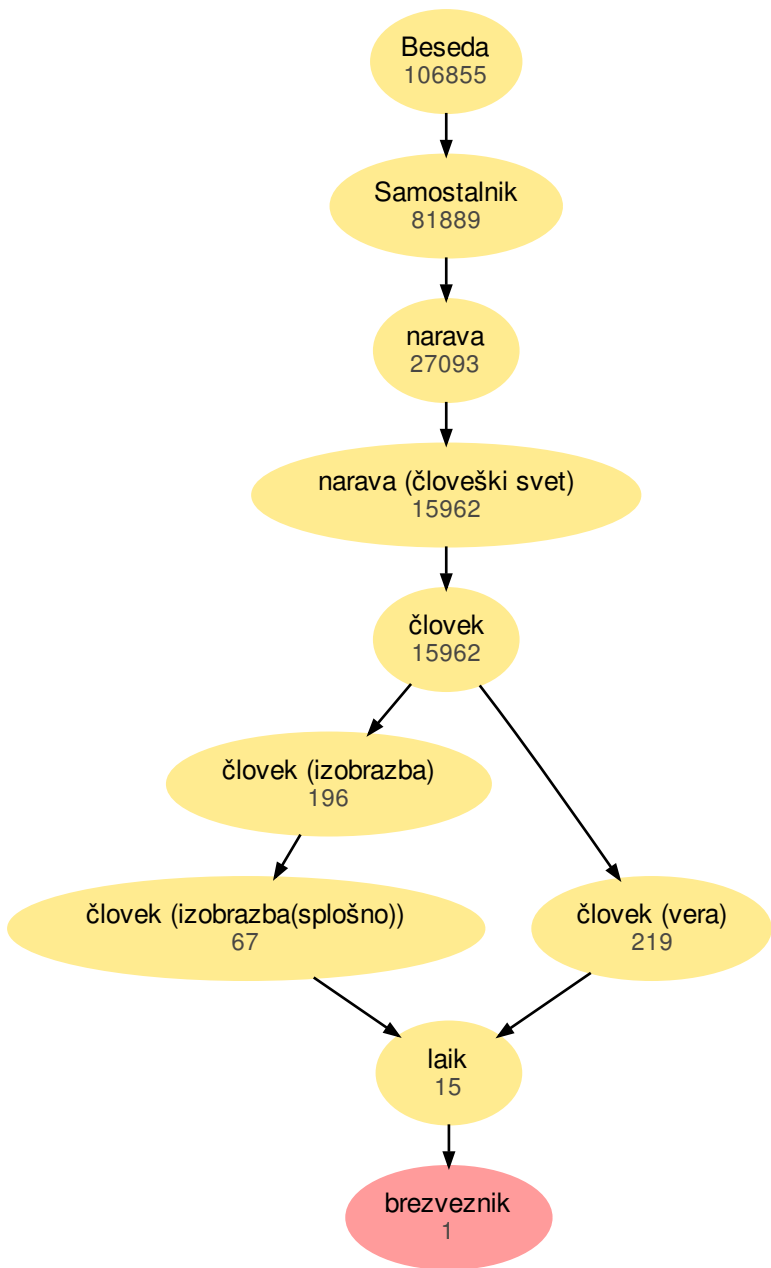 Beseda
106855
Samostalnik
81889
narava
27093
narava (človeški svet)
15962
človek
15962
človek (izobrazba)
196
človek (izobrazba(splošno))
67
človek (vera)
219
laik
15
brezveznik
1